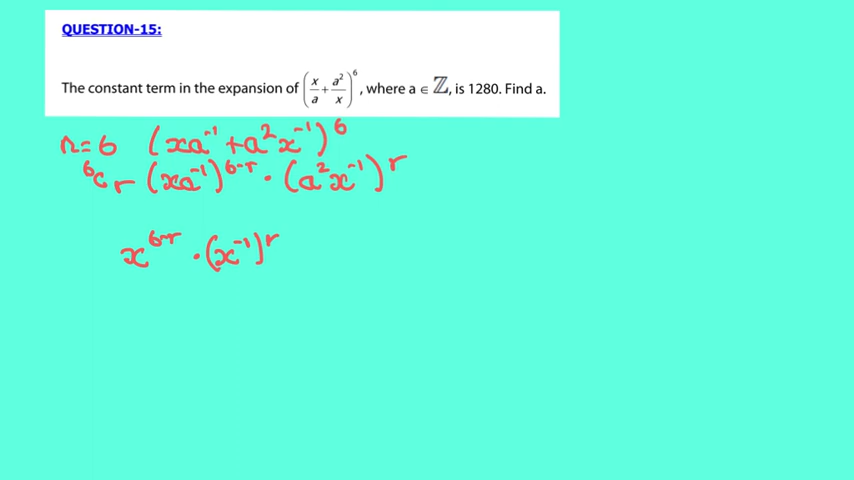 QUESTION-15:
The constant term in the expansion of (x/a + a²/x)⁶, where a ∈ ℤ, is 1280. Find a.
n=6 (xa⁻¹ + a²x⁻¹)⁶
⁶Cr (xa⁻¹)⁶⁻ʳ · (a²x⁻¹)ʳ
x⁶⁻ʳ · (x⁻¹)ʳ